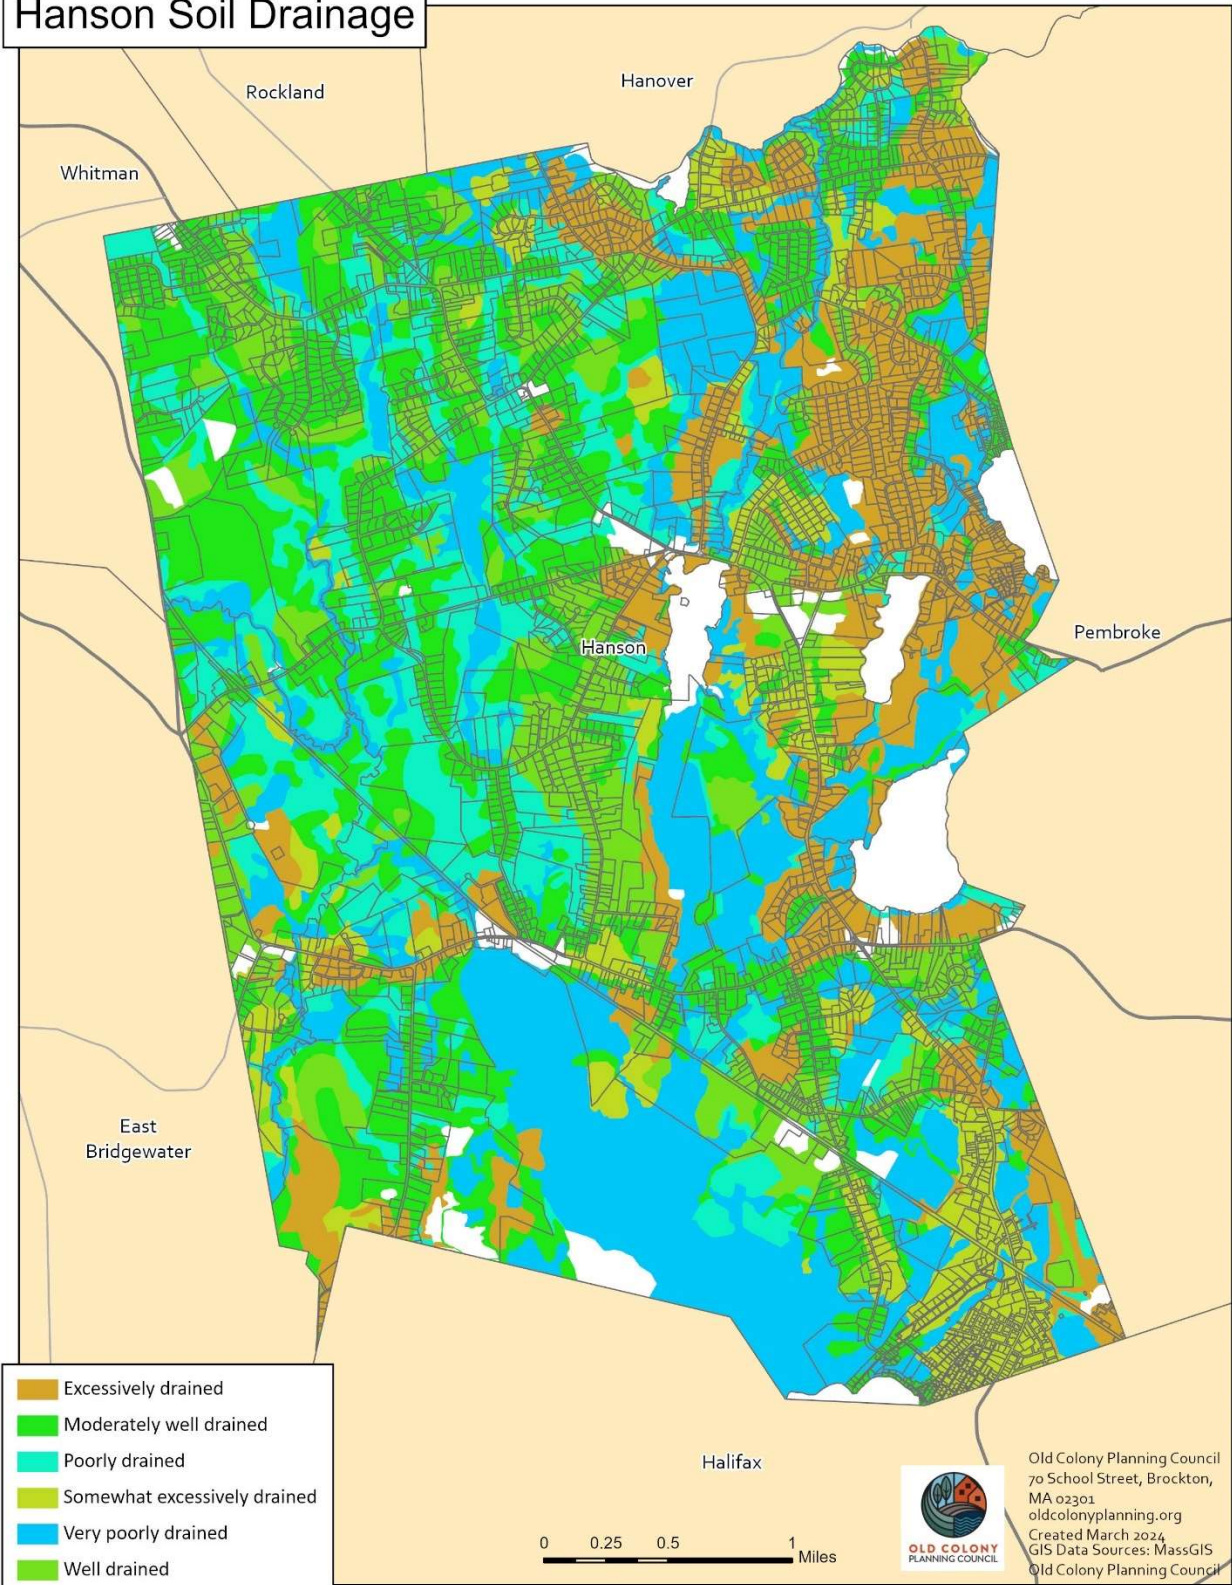 Hanson Soil Drainage
Rockland
Hanover
Whitman
Hanson
Pembroke
East
Bridgewater
Halifax
Excessively drained
Moderately well drained
Poorly drained
Somewhat excessively drained
Very poorly drained
Well drained
0 0.25 0.5 1
Miles
OLD COLONY
PLANNING COUNCIL
Old Colony Planning Council
70 School Street, Brockton,
MA 02301
oldcolonyplanning.org
Created March 2024
GIS Data Sources: MassGIS
Old Colony Planning Council